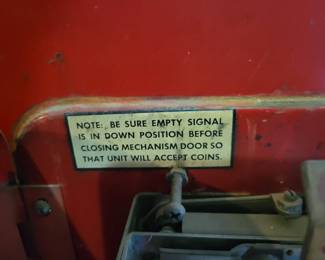 NOTE: BE SURE EMPTY SIGNAL
IS IN DOWN POSITION BEFORE
CLOSING MECHANISM DOOR SO
THAT UNIT WILL ACCEPT COINS.